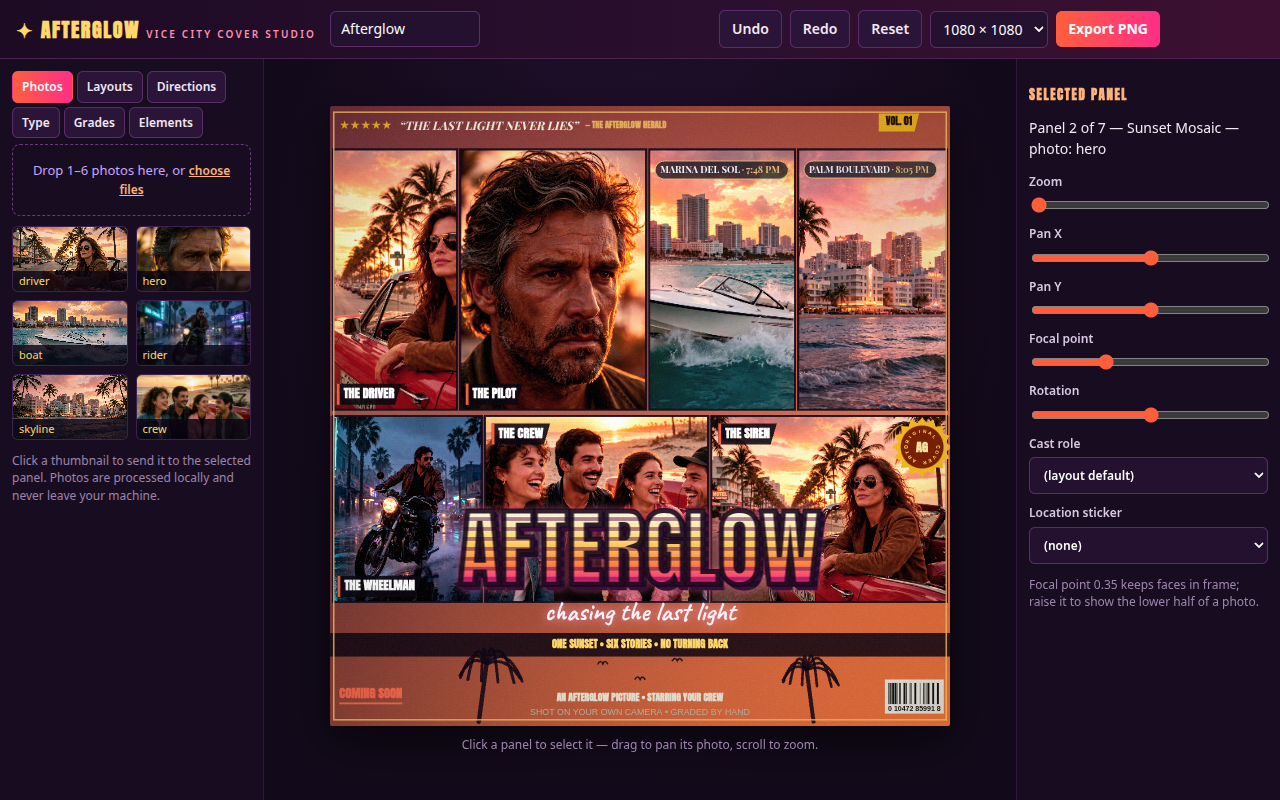 ✦ AFTERGLOW VICE CITY COVER STUDIO
Afterglow
Undo
Redo
Reset
1080 × 1080
Export PNG
Photos
Layouts
Directions
Type
Grades
Elements
Drop 1–6 photos here, or choose
files
driver
hero
boat
rider
skyline
crew
Click a thumbnail to send it to the selected
panel. Photos are processed locally and
never leave your machine.
★★★★★ “THE LAST LIGHT NEVER LIES” – THE AFTERGLOW HERALD
VOL. 01
MARINA DEL SOL · 7:48 PM
PALM BOULEVARD · 8:05 PM
THE DRIVER
THE PILOT
THE CREW
THE SIREN
AG
THE WHEELMAN
AFTERGLOW
chasing the last light
ONE SUNSET • SIX STORIES • NO TURNING BACK
COMING SOON
AN AFTERGLOW PICTURE • STARRING YOUR CREW
SHOT ON YOUR OWN CAMERA • GRADED BY HAND
0 10472 85991 8
Click a panel to select it — drag to pan its photo, scroll to zoom.
SELECTED PANEL
Panel 2 of 7 — Sunset Mosaic —
photo: hero
Zoom
Pan X
Pan Y
Focal point
Rotation
Cast role
(layout default)
Location sticker
(none)
Focal point 0.35 keeps faces in frame;
raise it to show the lower half of a photo.